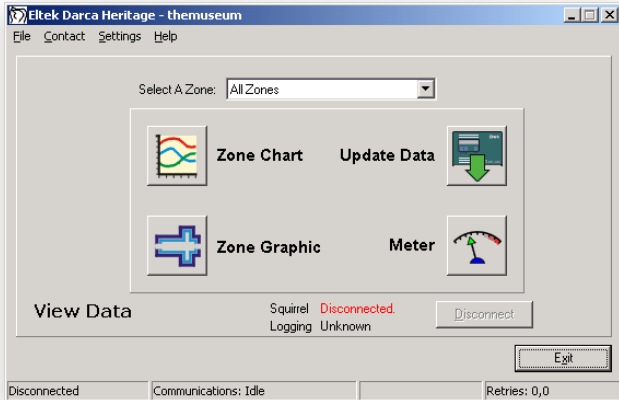 Eltek Darca Heritage - themuseum
File Contact Settings Help
Select A Zone: All Zones
Zone Chart Update Data
Zone Graphic Meter
View Data
Squirrel Disconnected.
Logging Unknown
Disconnect
Exit
Disconnected Communications: Idle Retries: 0,0